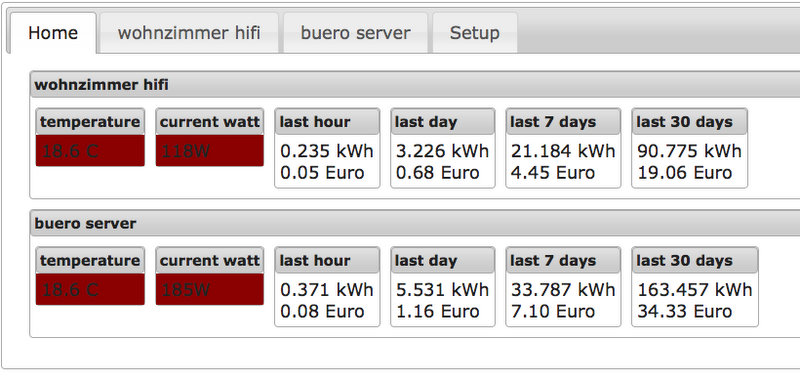 Home wohnzimmer hifi buero server Setup
wohnzimmer hifi
temperature current watt last hour last day last 7 days last 30 days
18.6 C 118W 0.235 kWh 3.226 kWh 21.184 kWh 90.775 kWh
0.05 Euro 0.68 Euro 4.45 Euro 19.06 Euro
buero server
temperature current watt last hour last day last 7 days last 30 days
18.6 C 185W 0.371 kWh 5.531 kWh 33.787 kWh 163.457 kWh
0.08 Euro 1.16 Euro 7.10 Euro 34.33 Euro